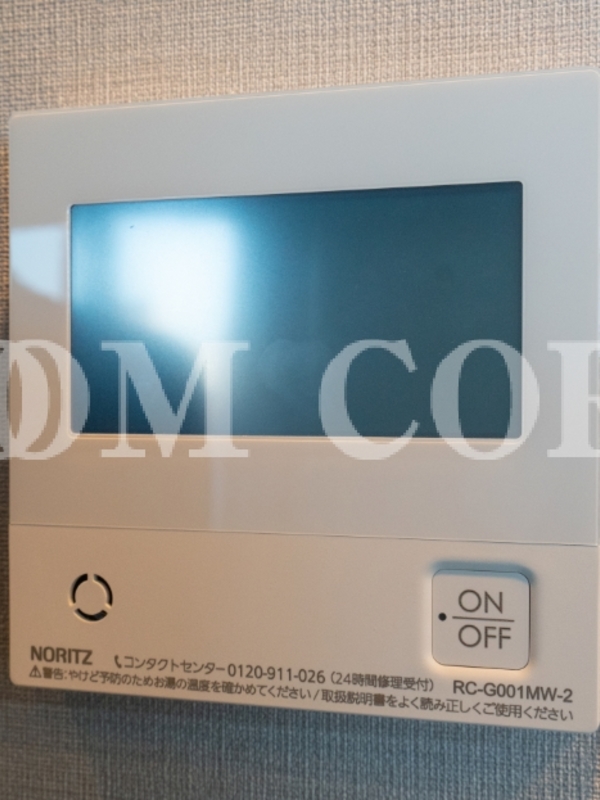 OM COR
ON
OFF
NORITZ コンタクトセンター 0120-911-026 (24時間修理受付) RC-G001MW-2
⚠警告:やけど予防のためお湯の温度を確かめてください/取扱説明書をよく読み正しくご使用ください